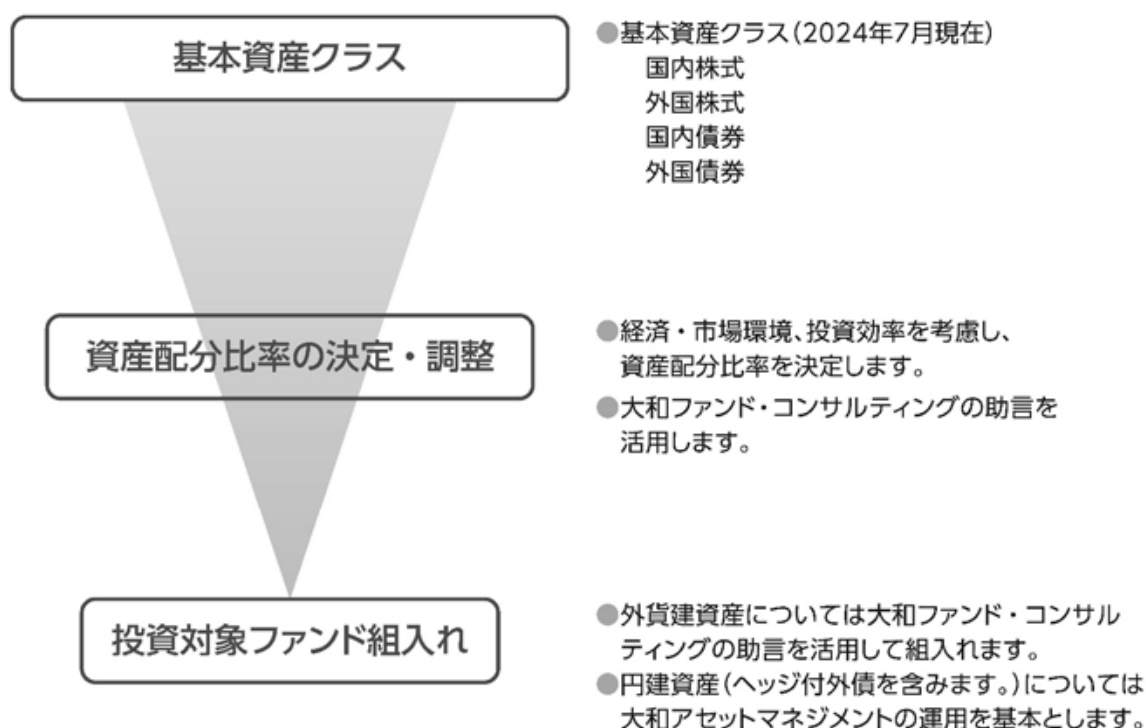 基本資産クラス
●基本資産クラス(2024年7月現在)
国内株式
外国株式
国内債券
外国債券
資産配分比率の決定・調整
●経済・市場環境、投資効率を考慮し、
資産配分比率を決定します。
●大和ファンド・コンサルティングの助言を
活用します。
投資対象ファンド組入れ
●外貨建資産については大和ファンド・コンサル
ティングの助言を活用して組入れます。
●円建資産(ヘッジ付外債を含みます。)については
大和アセットマネジメントの運用を基本とします。